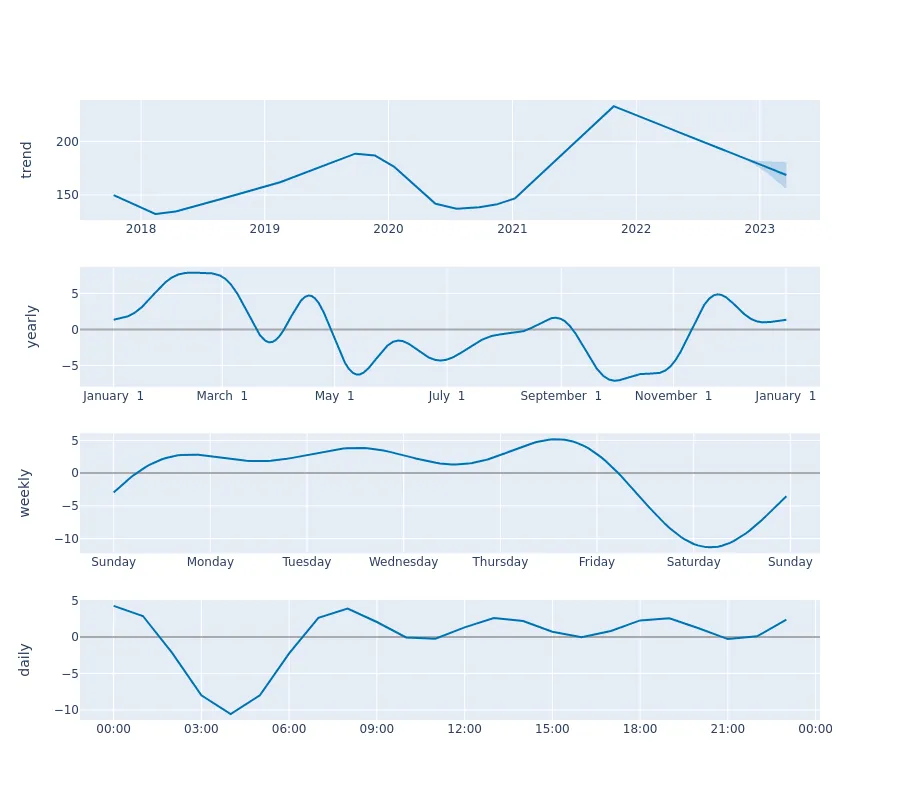 trend
200
150
2018 2019 2020 2021 2022 2023
yearly
5
0
−5
January 1 March 1 May 1 July 1 September 1 November 1 January 1
weekly
5
0
−5
−10
Sunday Monday Tuesday Wednesday Thursday Friday Saturday Sunday
daily
5
0
−5
−10
00:00 03:00 06:00 09:00 12:00 15:00 18:00 21:00 00:00